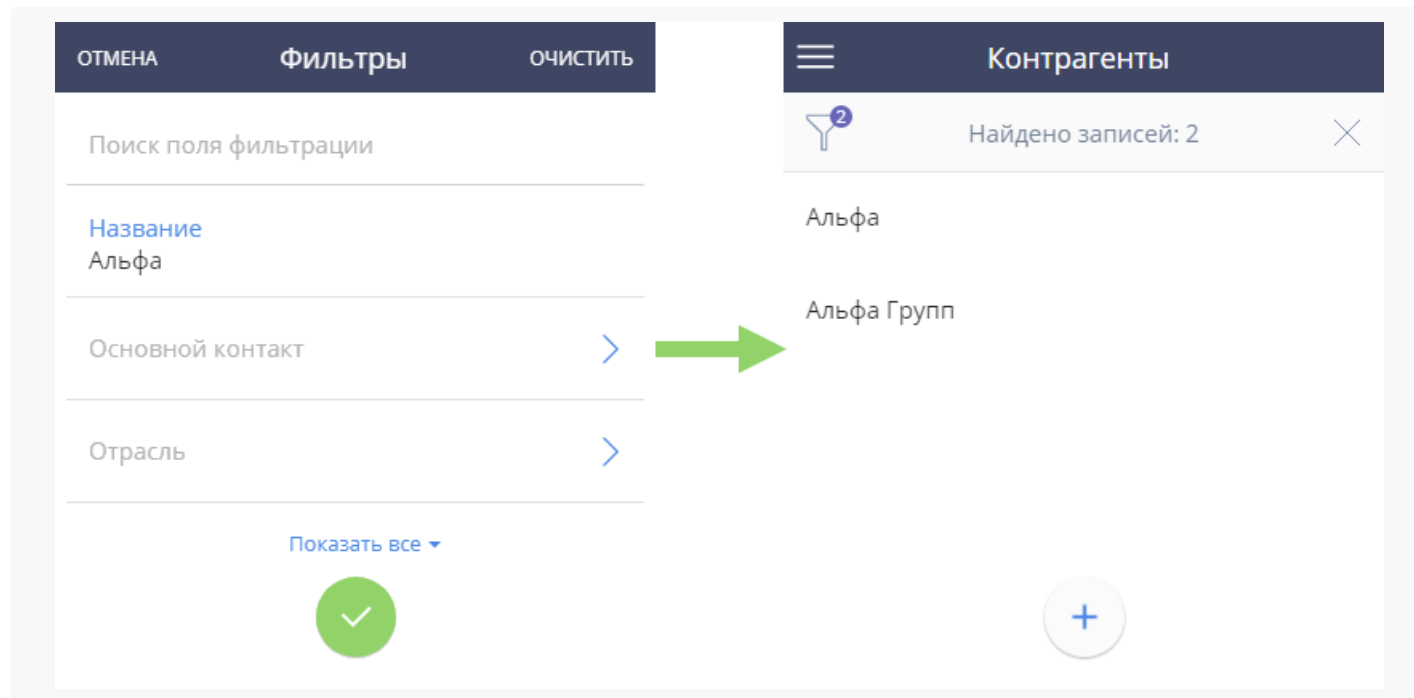 ОТМЕНА Фильтры ОЧИСТИТЬ
Поиск поля фильтрации
Название
Альфа
Основной контакт
Отрасль
Показать все
Контрагенты
2
Найдено записей: 2
Альфа
Альфа Групп